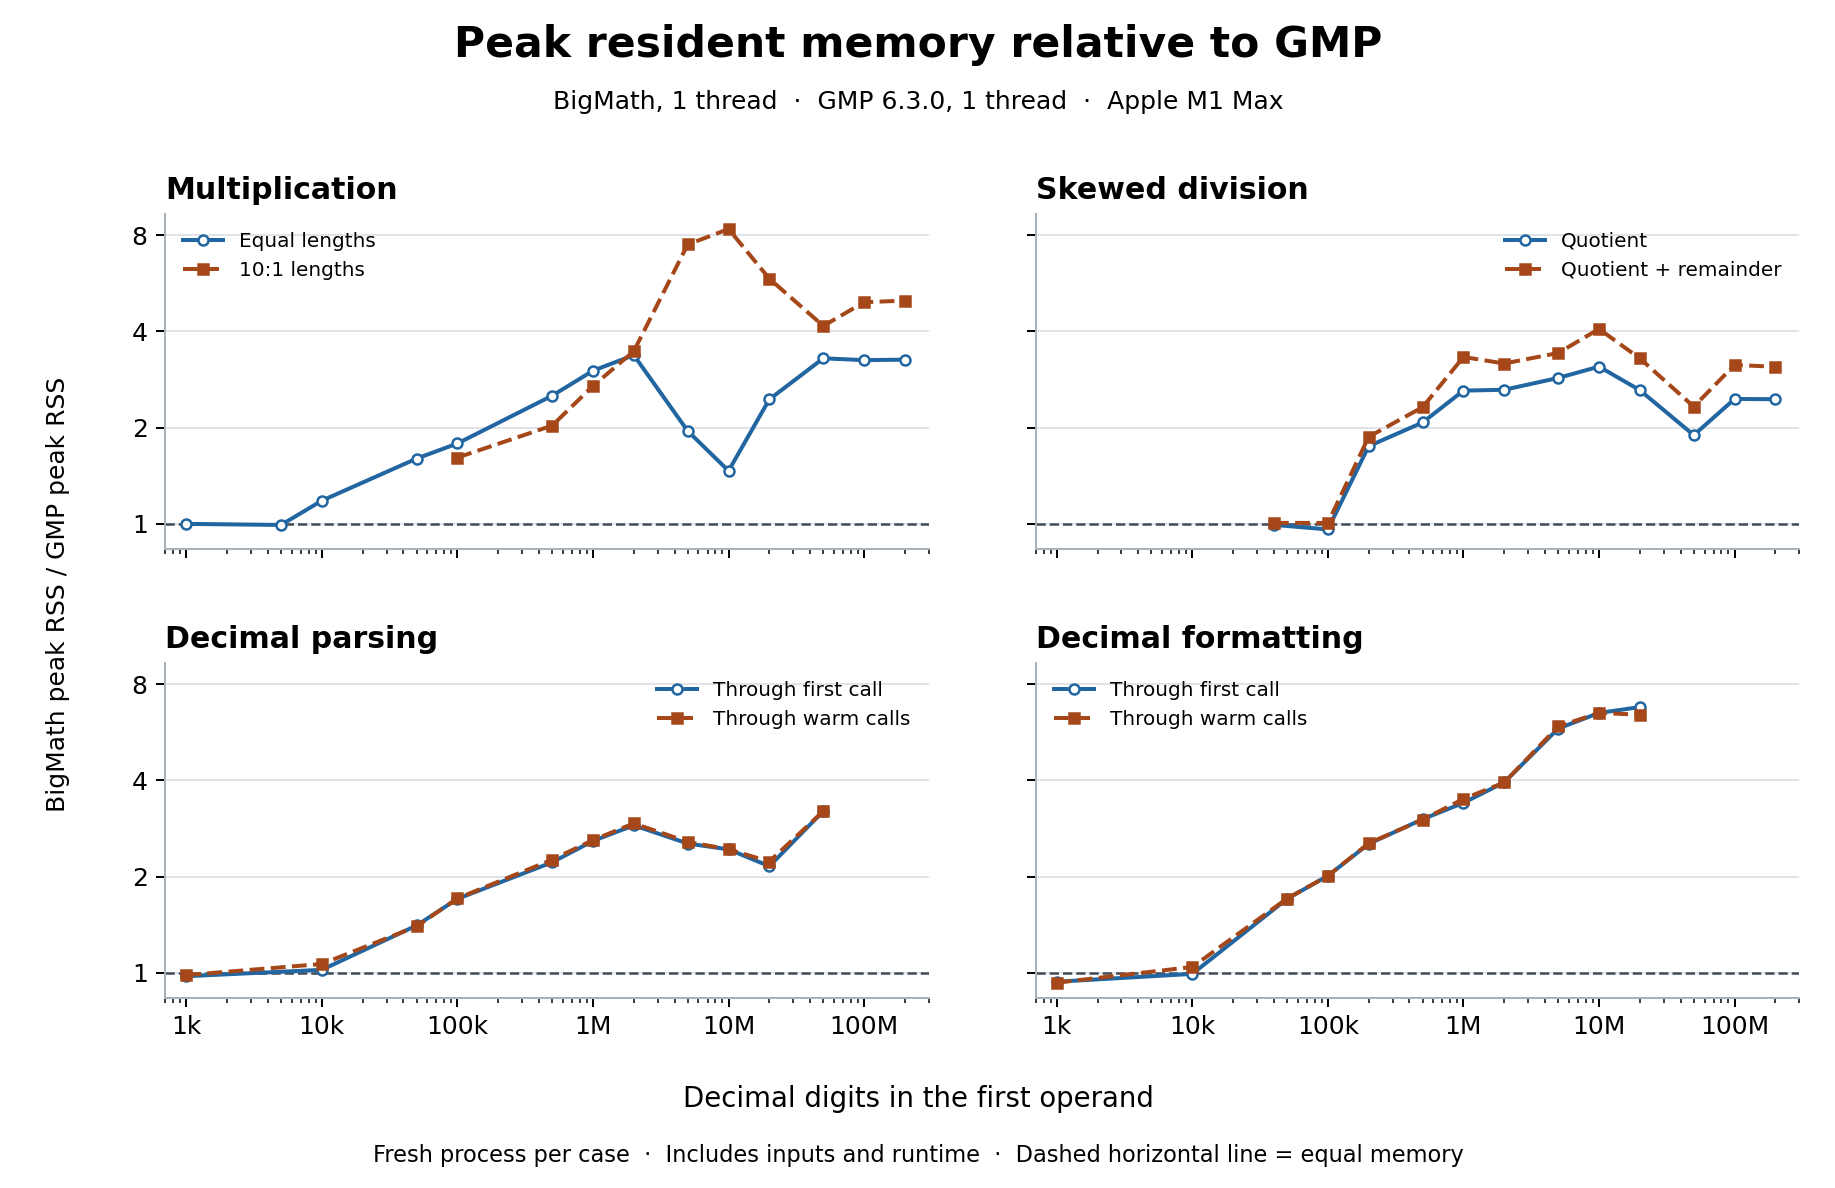 Peak resident memory relative to GMP
BigMath, 1 thread · GMP 6.3.0, 1 thread · Apple M1 Max
Multiplication
Equal lengths
10:1 lengths
8
4
2
1
Skewed division
Quotient
Quotient + remainder
BigMath peak RSS / GMP peak RSS
Decimal parsing
Through first call
Through warm calls
8
4
2
1
1k 10k 100k 1M 10M 100M
Decimal formatting
Through first call
Through warm calls
1k 10k 100k 1M 10M 100M
Decimal digits in the first operand
Fresh process per case · Includes inputs and runtime · Dashed horizontal line = equal memory